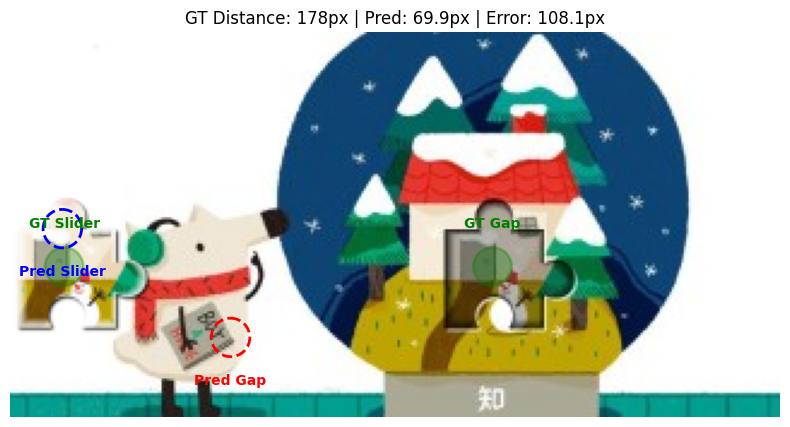 GT Distance: 178px | Pred: 69.9px | Error: 108.1px
GT Slider
GT Gap
Pred Slider
Pred Gap
知